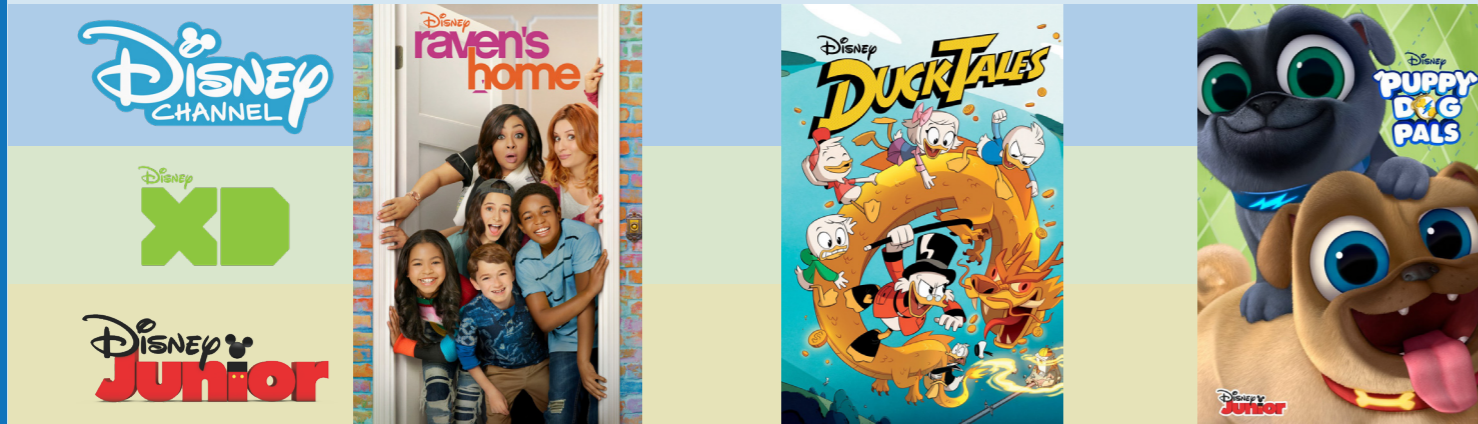 Disney
CHANNEL
Disney
XD
Disney
Junior
Disney
raven's
home
Disney
DUCKTALES
Disney
PUPPY
DOG
PALS
Disney
Junior